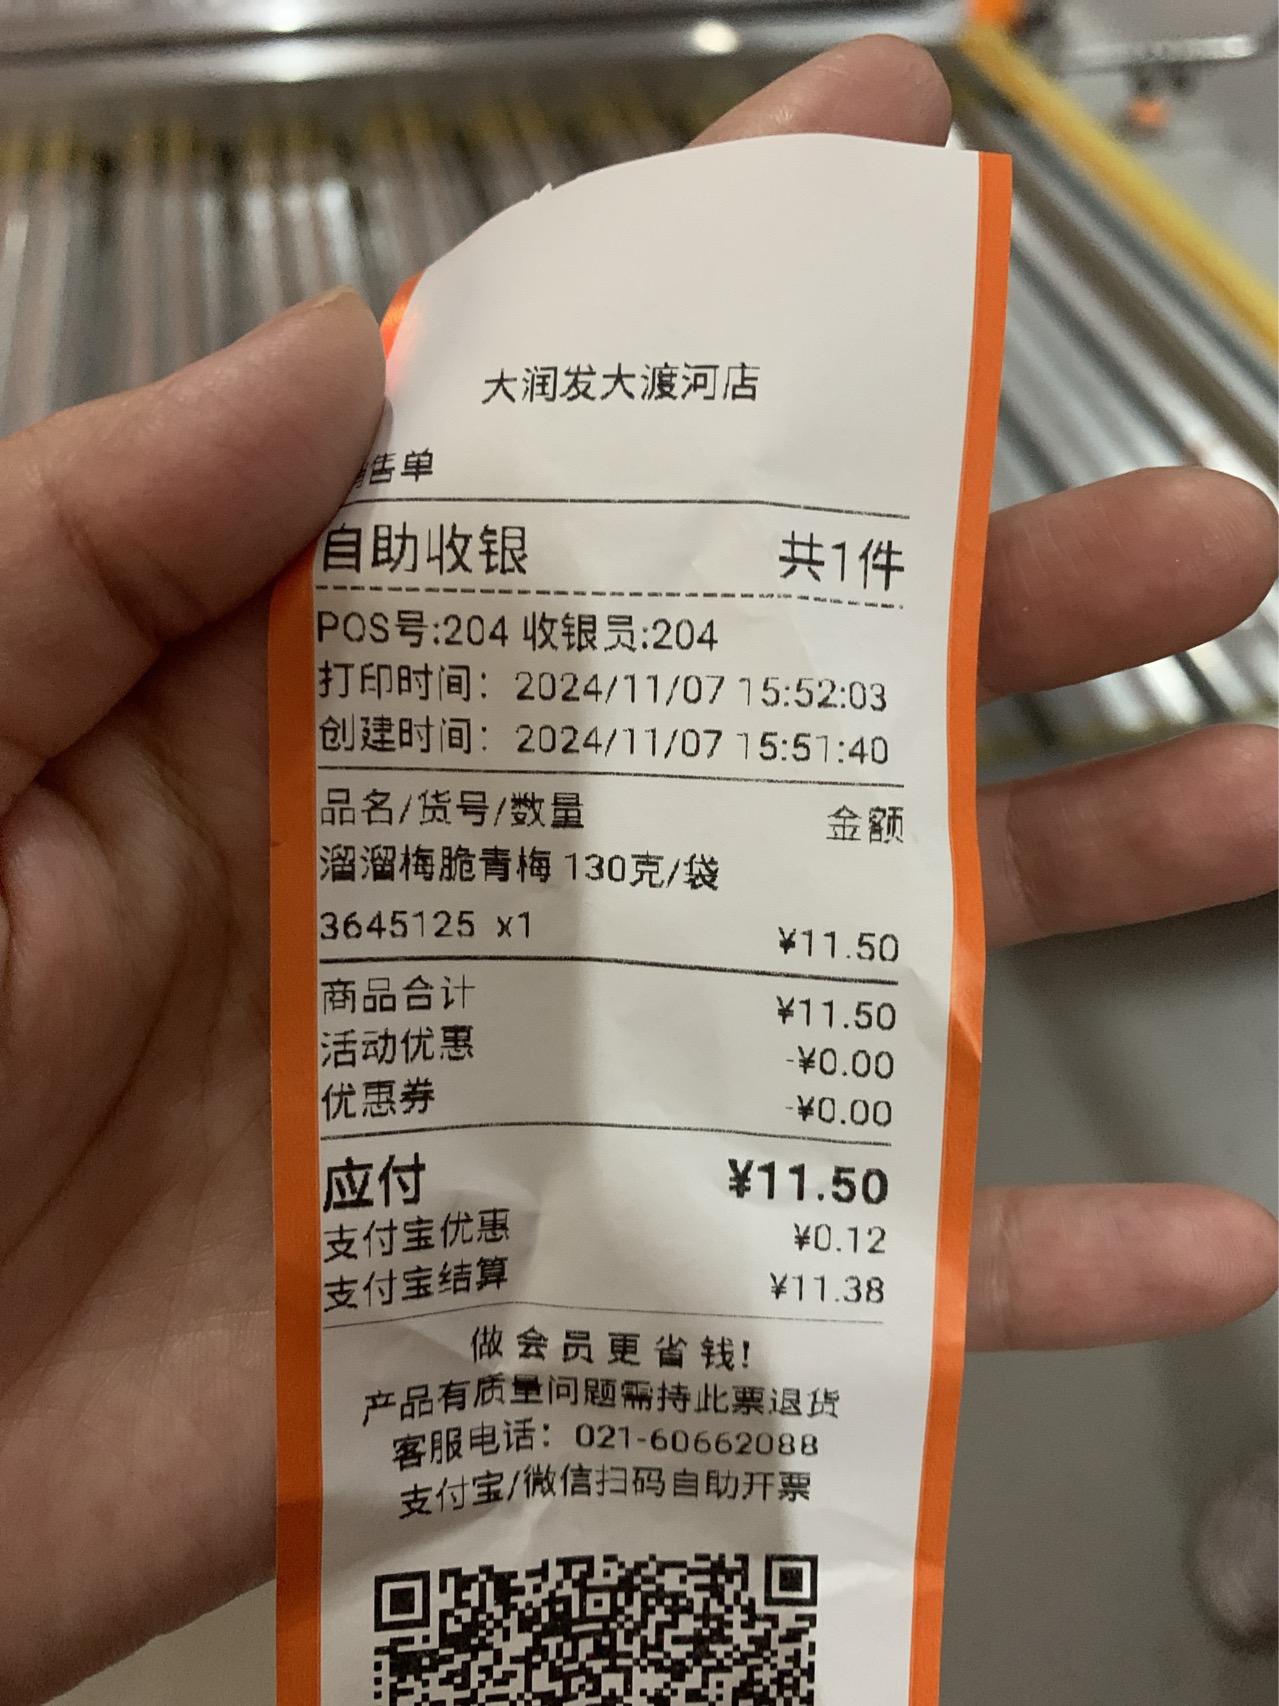 大润发大渡河店
售单
自助收银 共1件
POS号:204 收银员:204
打印时间: 2024/11/07 15:52:03
创建时间: 2024/11/07 15:51:40
品名/货号/数量 金额
溜溜梅脆青梅 130克/袋
3645125 x1 ¥11.50
商品合计 ¥11.50
活动优惠 -¥0.00
优惠券 -¥0.00
应付 ¥11.50
支付宝优惠 ¥0.12
支付宝结算 ¥11.38
做会员更省钱!
产品有质量问题需持此票退货
客服电话: 021-60662088
支付宝/微信扫码自助开票